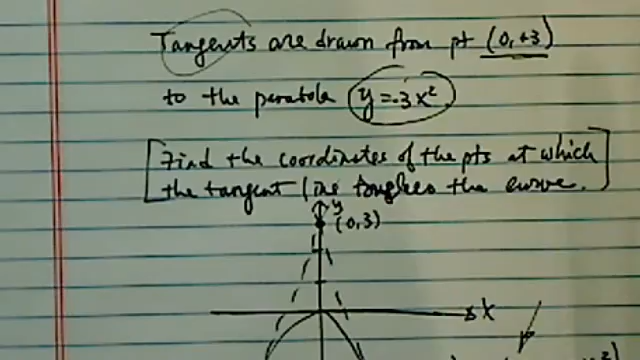 Tangents are drawn from pt (0,+3)
to the parabola y=-3x²
[Find the coordinates of the pts at which
the tangent line touches the curve.]
y
(0,3)
x